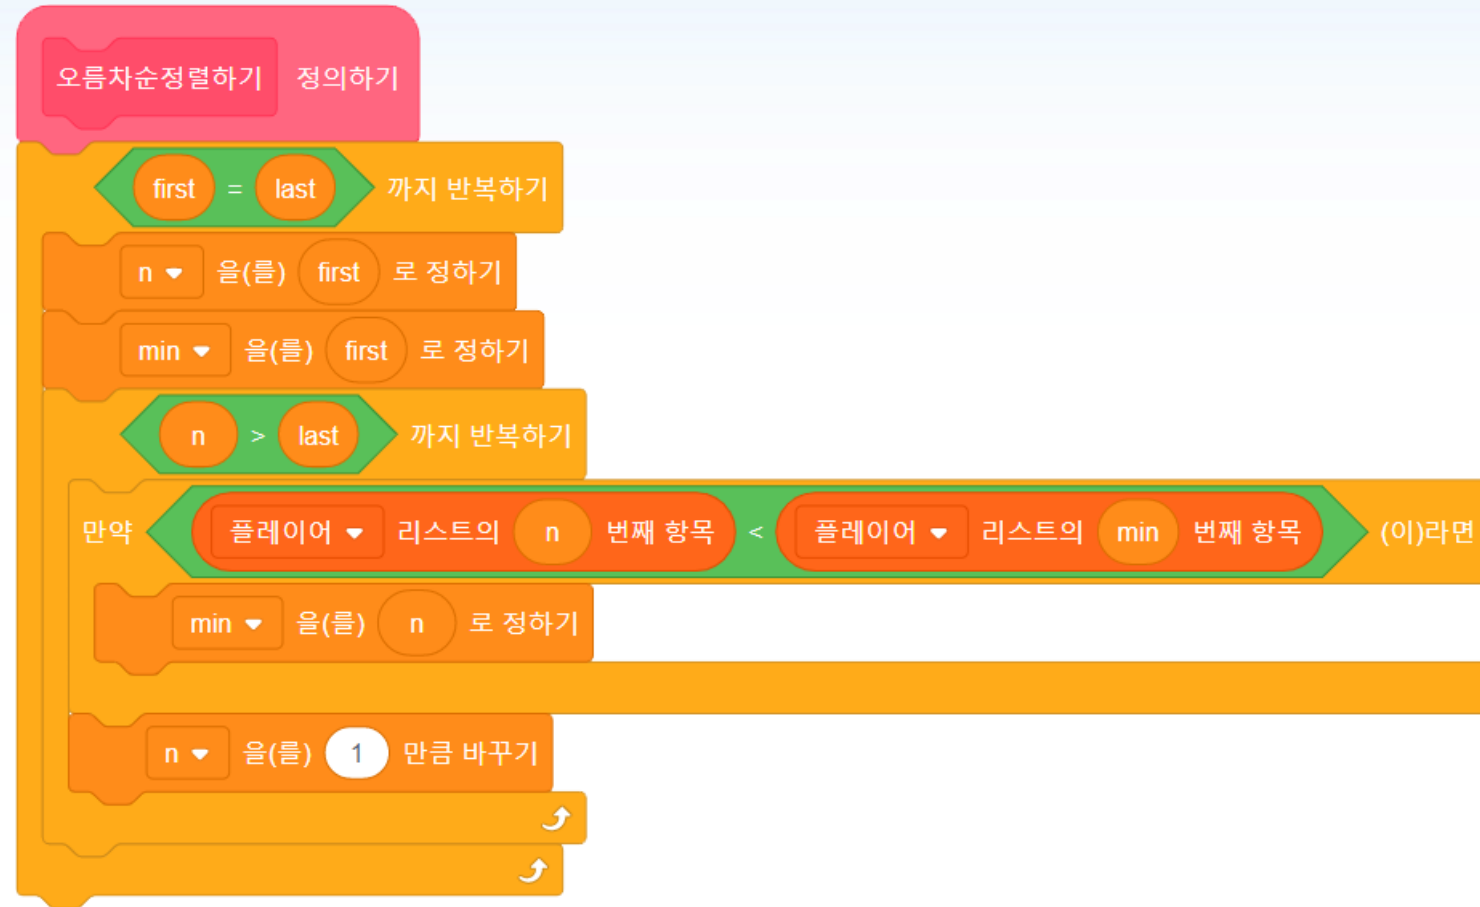 오름차순정렬하기 정의하기
first = last 까지 반복하기
n 을(를) first 로 정하기
min 을(를) first 로 정하기
n > last 까지 반복하기
만약 플레이어 리스트의 n 번째 항목 < 플레이어 리스트의 min 번째 항목 (이)라면
min 을(를) n 로 정하기
n 을(를) 1 만큼 바꾸기